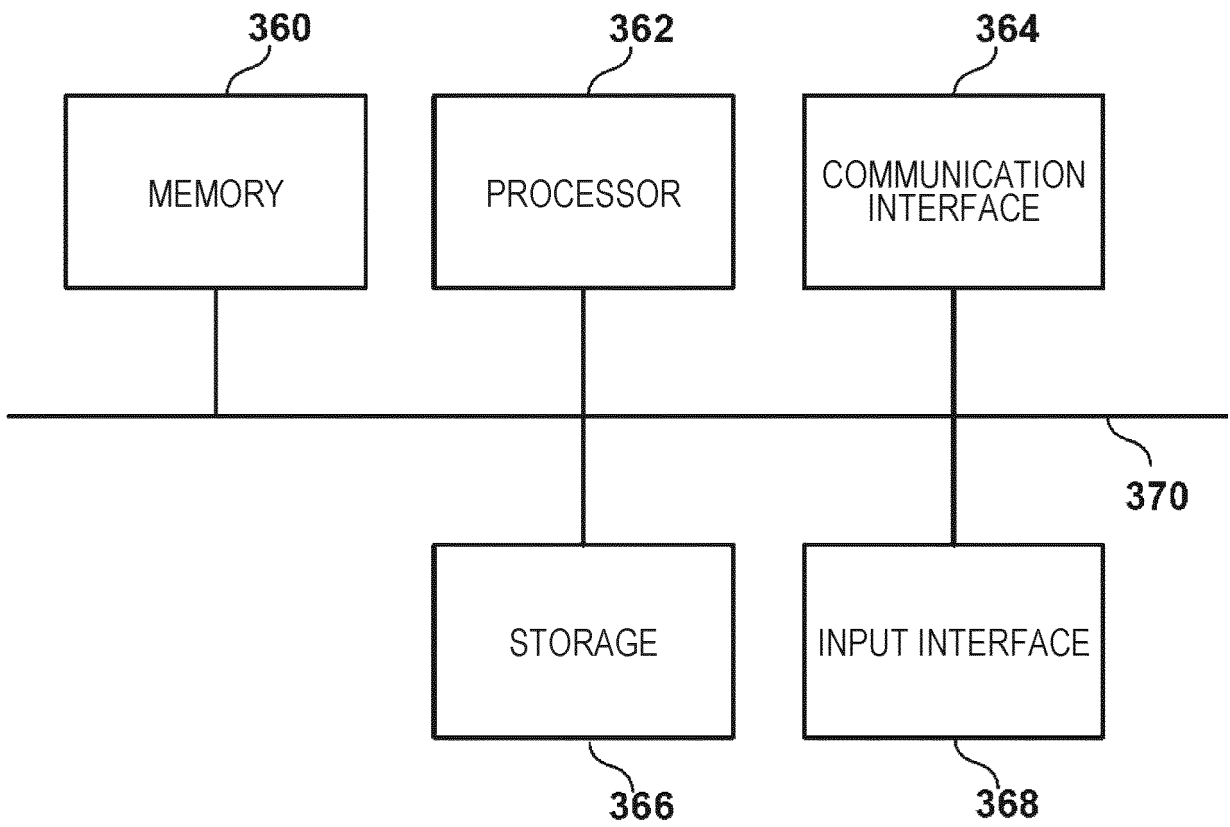 360
362
364
MEMORY
PROCESSOR
COMMUNICATION
INTERFACE
370
STORAGE
INPUT INTERFACE
366
368